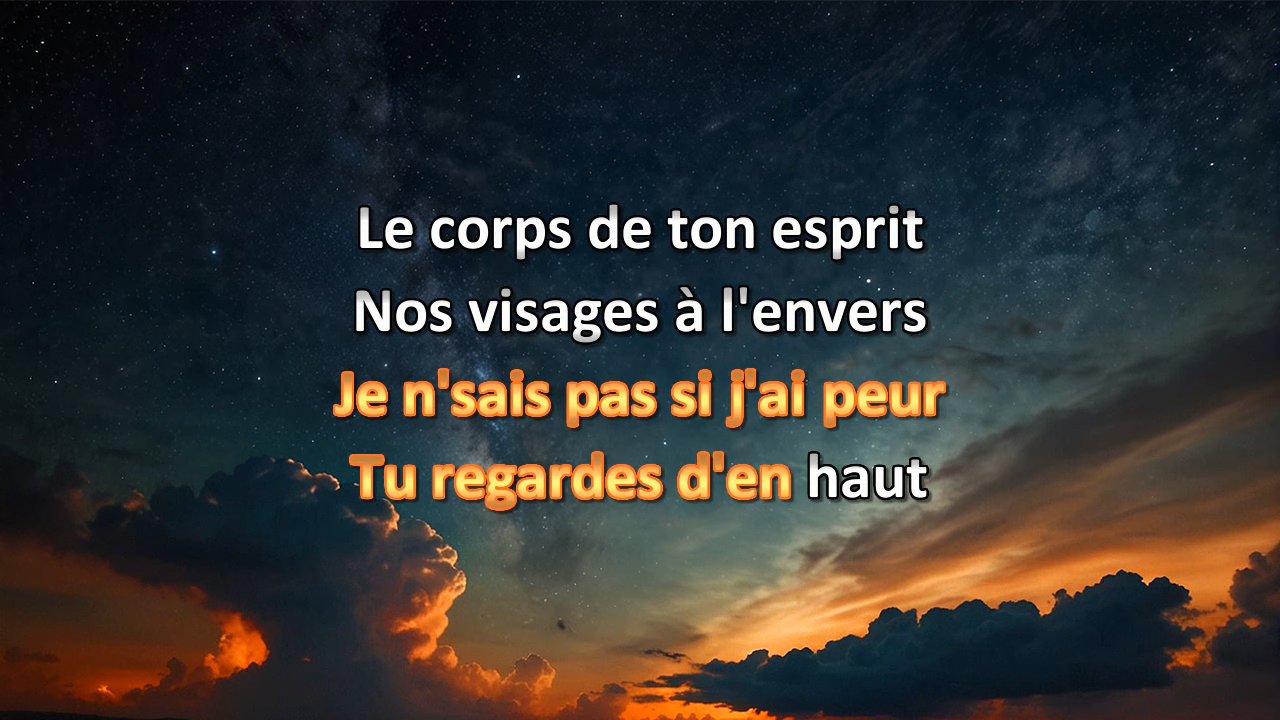 Le corps de ton esprit
Nos visages à l'envers
Je n'sais pas si j'ai peur
Tu regardes d'en haut